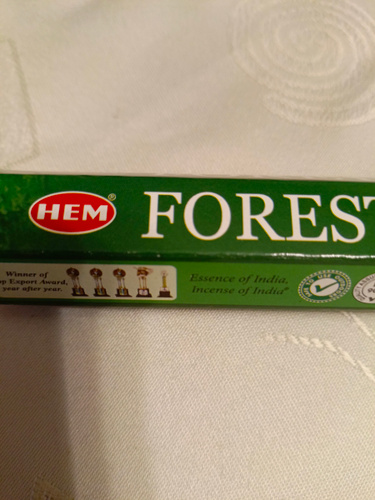 HEM®
FOREST
Winner of
Export Award,
year after year.
Essence of India,
Incense of India®